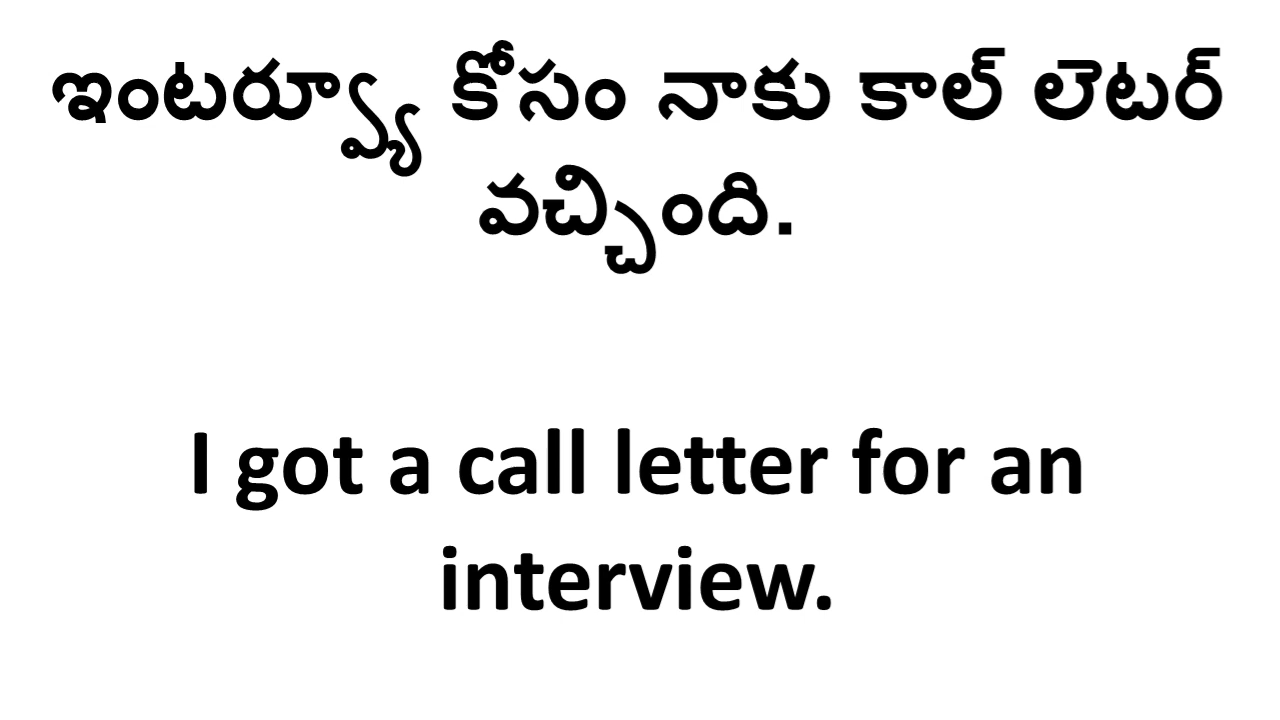 ఇంటర్వ్యూ కోసం నాకు కాల్ లెటర్
వచ్చింది.
I got a call letter for an
interview.